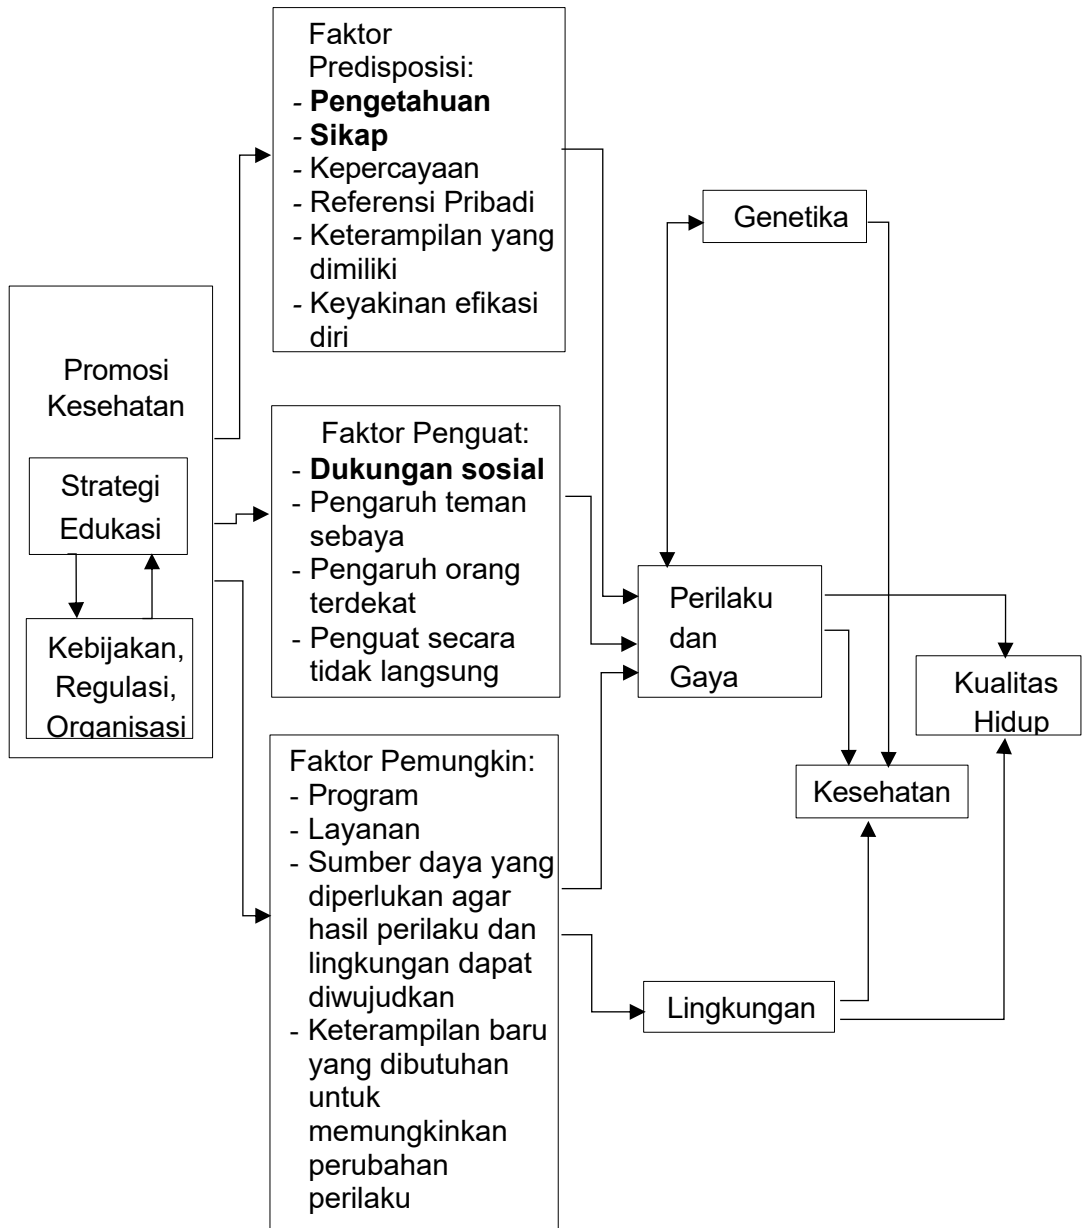 Promosi
Kesehatan
Strategi
Edukasi
Kebijakan,
Regulasi,
Organisasi
Faktor
Predisposisi:
- Pengetahuan
- Sikap
- Kepercayaan
- Referensi Pribadi
- Keterampilan yang
dimiliki
- Keyakinan efikasi
diri
Faktor Penguat:
- Dukungan sosial
- Pengaruh teman
sebaya
- Pengaruh orang
terdekat
- Penguat secara
tidak langsung
Faktor Pemungkin:
- Program
- Layanan
- Sumber daya yang
diperlukan agar
hasil perilaku dan
lingkungan dapat
diwujudkan
- Keterampilan baru
yang dibutuhan
untuk
memungkinkan
perubahan
perilaku
Genetika
Perilaku
dan
Gaya
Lingkungan
Kesehatan
Kualitas
Hidup